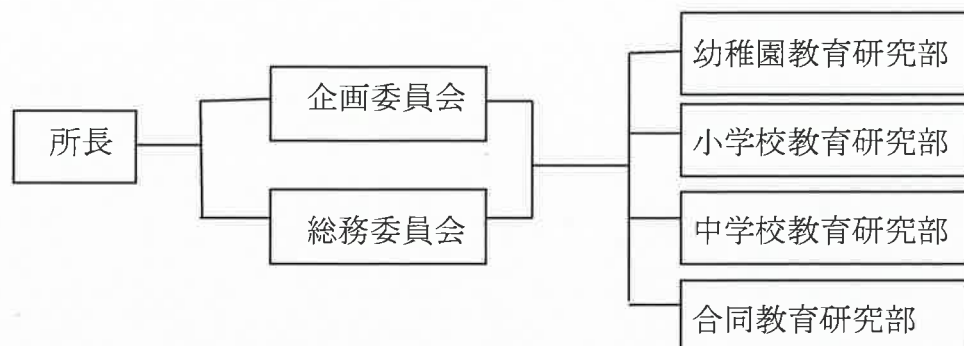 所長
企画委員会
総務委員会
幼稚園教育研究部
小学校教育研究部
中学校教育研究部
合同教育研究部